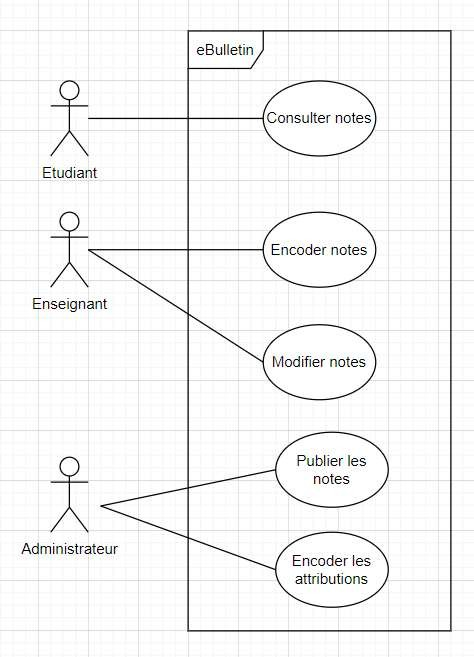 eBulletin
Consulter notes
Etudiant
Encoder notes
Enseignant
Modifier notes
Publier les
notes
Administrateur
Encoder les
attributions